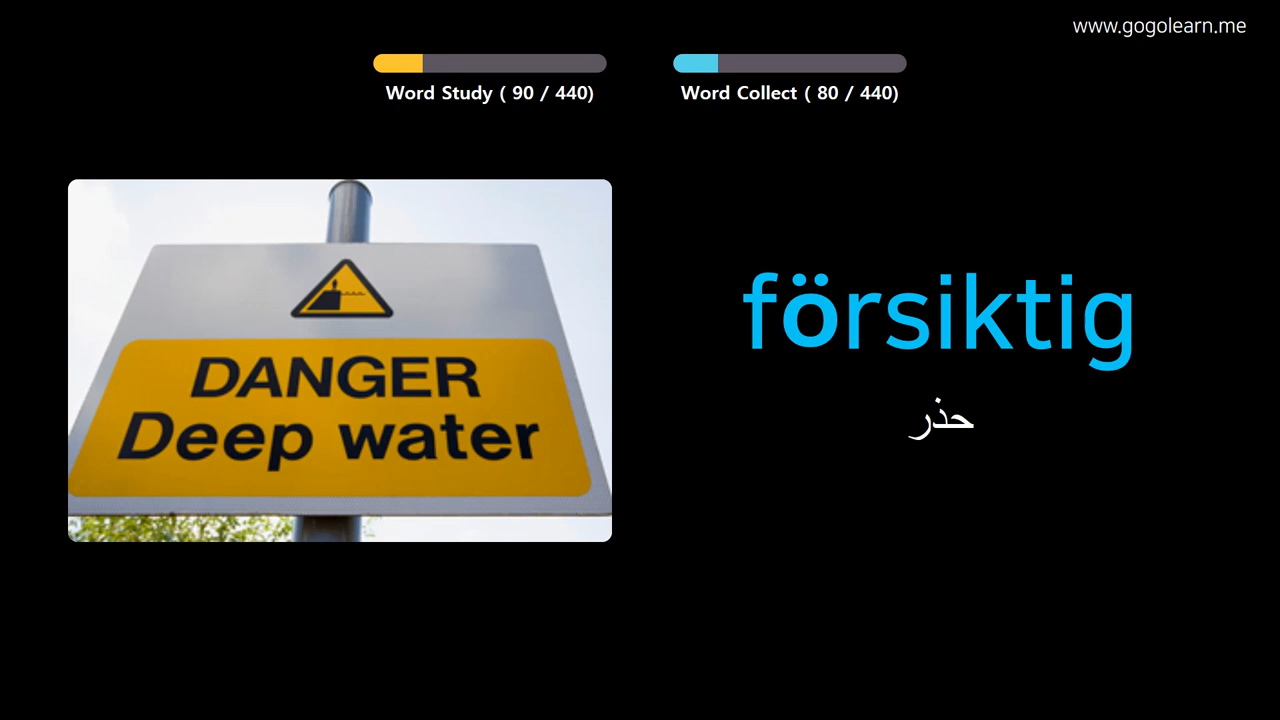 www.gogolearn.me
Word Study ( 90 / 440)
Word Collect ( 80 / 440)
DANGER
Deep water
försiktig
حذر